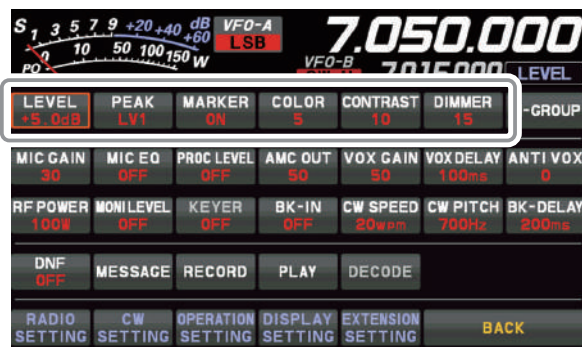 S 1 3 5 7 9 +20 +40 +60 dB VFO-A 7.050.000
LSB
PO 0 10 50 100 150 W VFO-B 7.015.000 LEVEL
LEVEL PEAK MARKER COLOR CONTRAST DIMMER -GROUP
+5.0dB LV1 ON 5 10 15
MIC GAIN MIC EQ PROC LEVEL AMC OUT VOX GAIN VOX DELAY ANTI VOX
30 OFF OFF 50 50 100ms 0
RF POWER MONI LEVEL KEYER BK-IN CW SPEED CW PITCH BK-DELAY
100W OFF OFF OFF 20wpm 700Hz 200ms
DNF MESSAGE RECORD PLAY DECODE
OFF
RADIO CW OPERATION DISPLAY EXTENSION BACK
SETTING SETTING SETTING SETTING SETTING